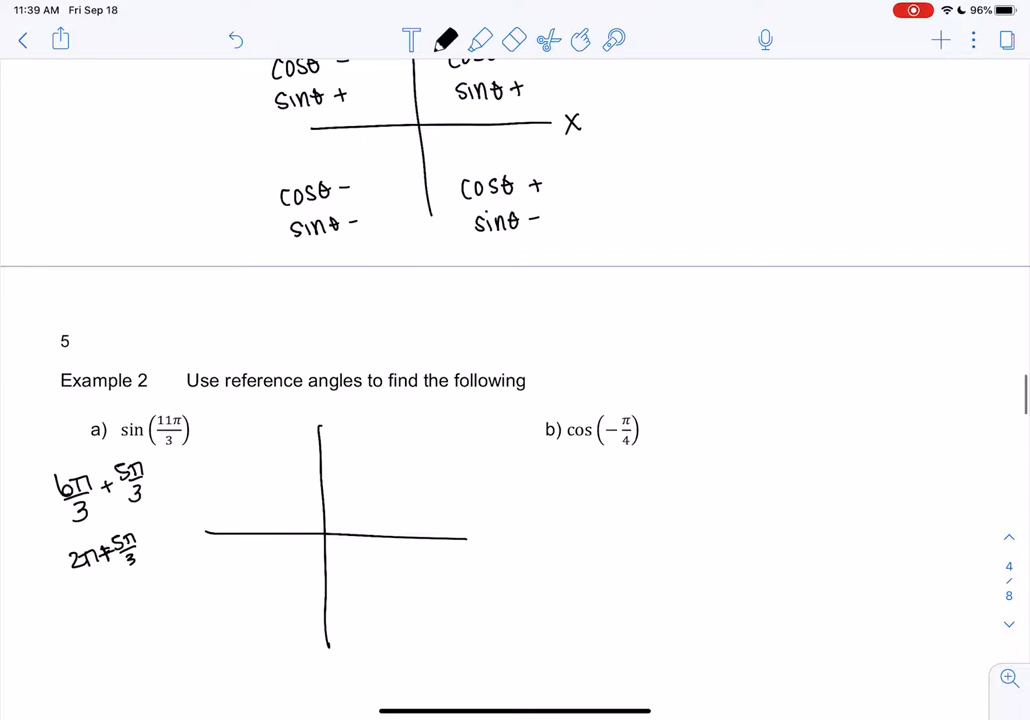 11:39 AM Fri Sep 18
96%
T
cosθ −
sinθ +
sinθ +
x
cosθ −
sinθ −
cosθ +
sinθ −
5
Example 2 Use reference angles to find the following
a) sin (11π/3)
b) cos (−π/4)
6π/3 + 5π/3
2π + 5π/3
4
/
8